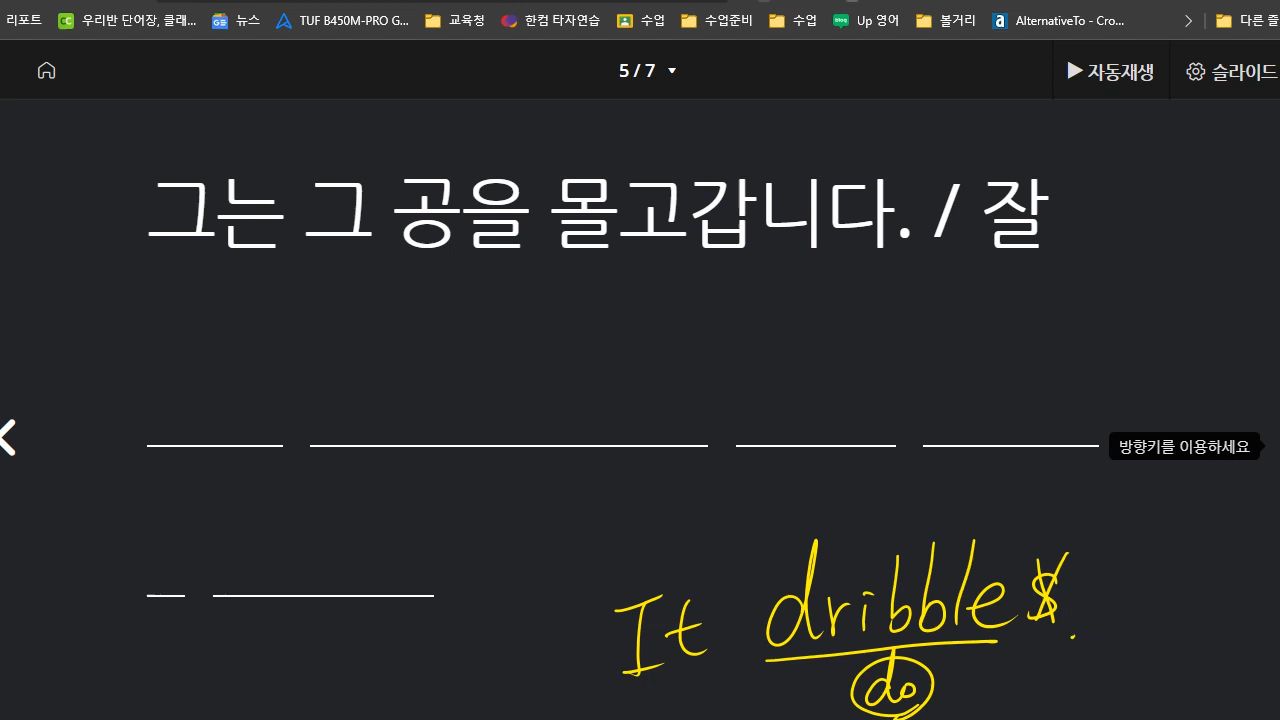 리포트 우리반 단어장, 클래... 뉴스 TUF B450M-PRO G... 교육청 한컴 타자연습 수업 수업준비 수업 Up 영어 볼거리 AlternativeTo - Cro... 다른 즐
5 / 7 자동재생 슬라이드
그는 그 공을 몰고갑니다. / 잘
방향키를 이용하세요
It dribbles.
do